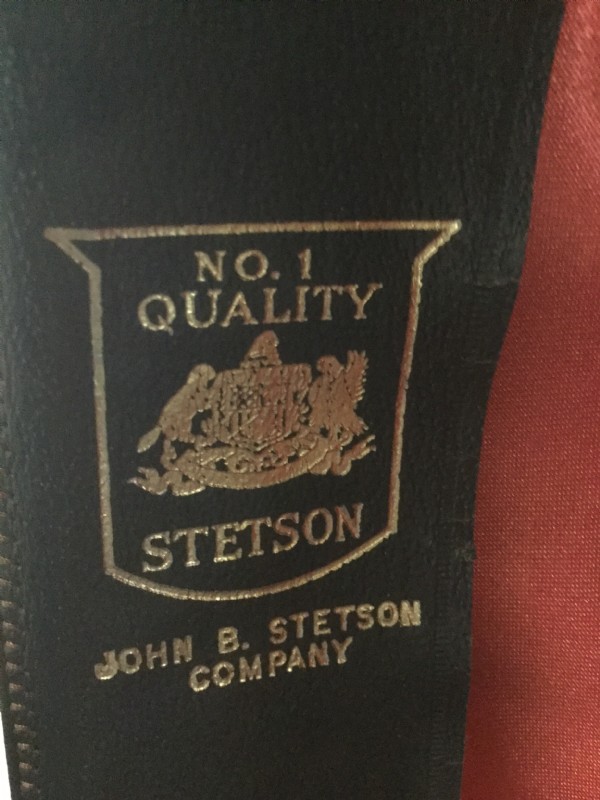 NO. 1
QUALITY
STETSON
JOHN B. STETSON
COMPANY